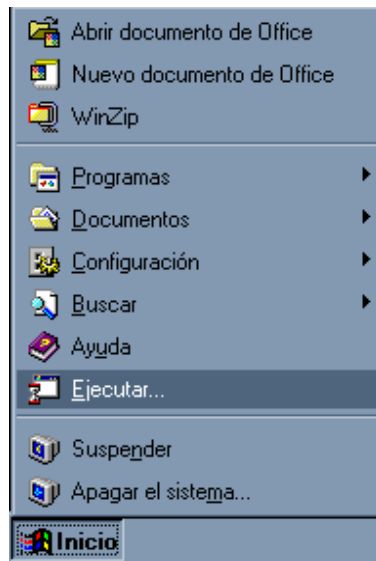 Abrir documento de Office
Nuevo documento de Office
WinZip
Programas
Documentos
Configuración
Buscar
Ayuda
Ejecutar...
Suspender
Apagar el sistema...
Inicio